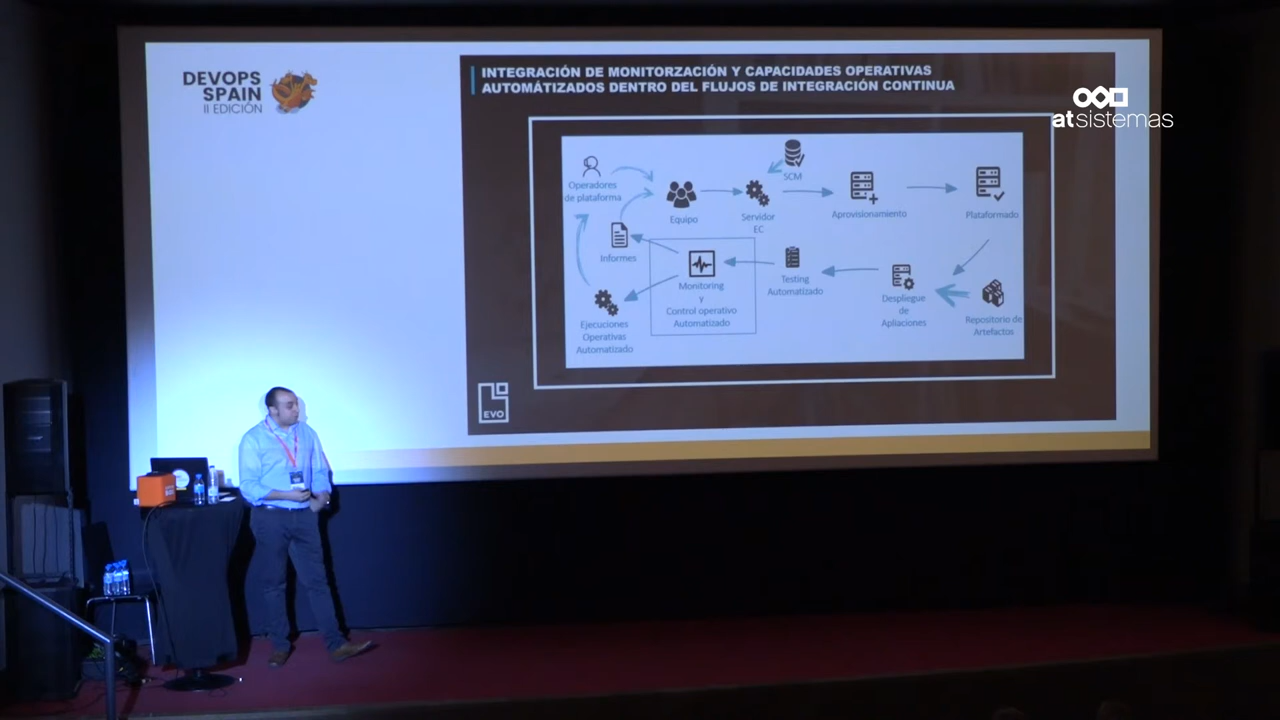 DEVOPS
SPAIN
II EDICIÓN
INTEGRACIÓN DE MONITORZACIÓN Y CAPACIDADES OPERATIVAS
AUTOMÁTIZADOS DENTRO DEL FLUJOS DE INTEGRACIÓN CONTINUA
atsistemas
Operadores
de plataforma
Equipo
Servidor
EC
SCM
Aprovisionamiento
Plataformado
Informes
Monitoring
y
Control operativo
Automatizado
Testing
Automatizado
Despliegue
de
Apliaciones
Repositorio de
Artefactos
Ejecuciones
Operativas
Automatizado
EVO